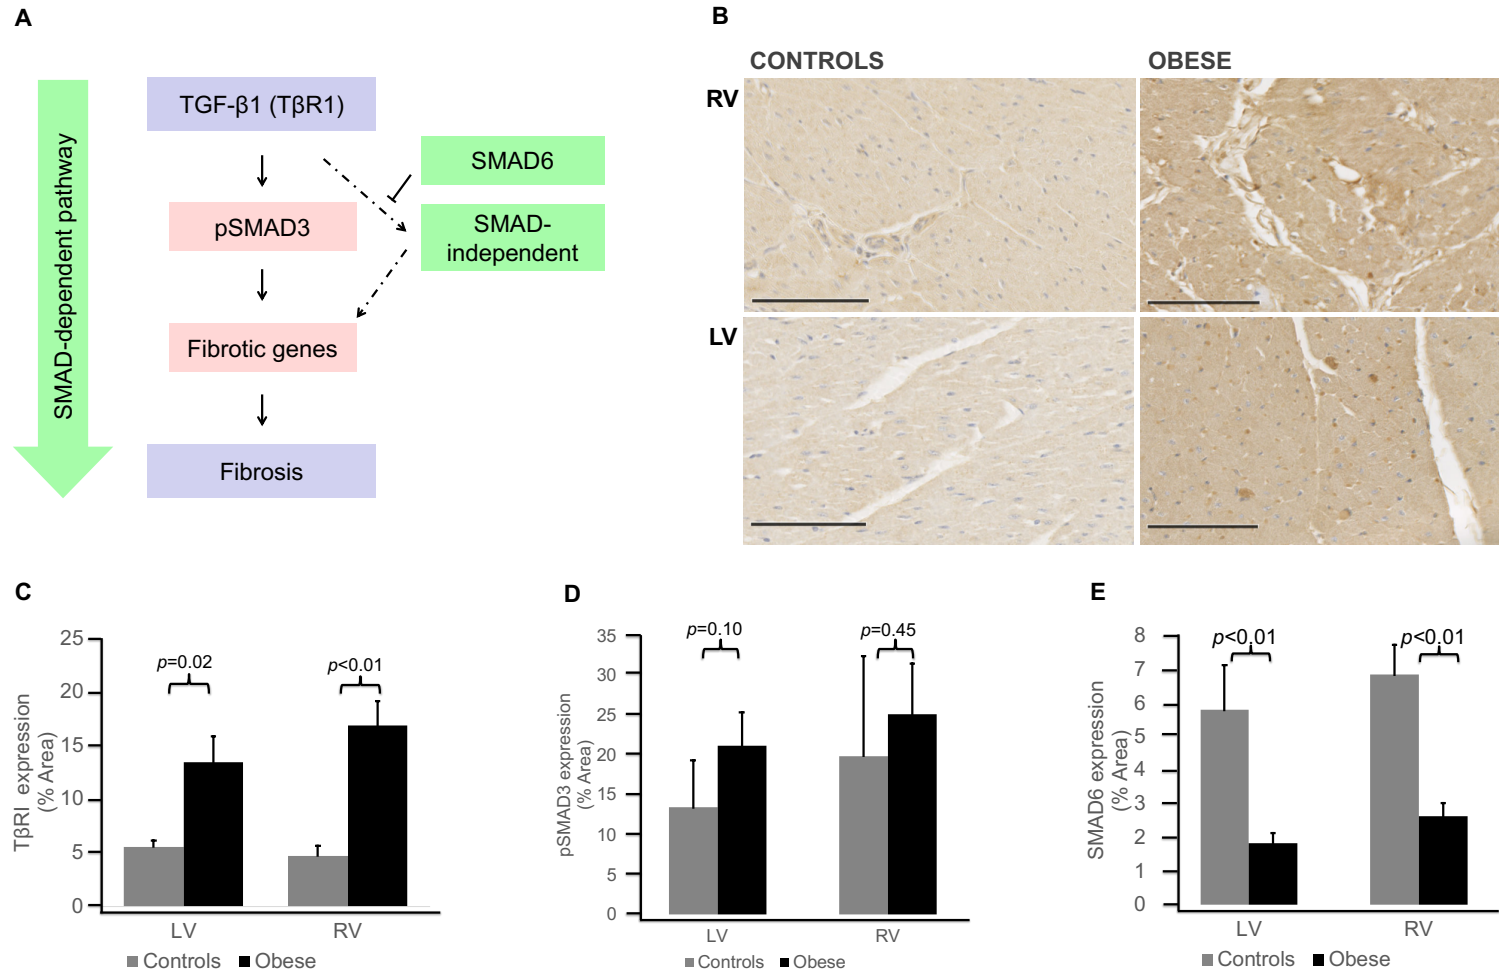 A
SMAD-dependent pathway
TGF-β1 (TβR1)
SMAD6
pSMAD3
SMAD-
independent
Fibrotic genes
Fibrosis
B
CONTROLS
OBESE
RV
LV
C
TβRI expression
(% Area)
25
20
15
10
5
0
p=0.02
p<0.01
LV
RV
Controls
Obese
D
pSMAD3 expression
(% Area)
35
30
25
20
15
10
5
0
p=0.10
p=0.45
LV
RV
Controls
Obese
E
SMAD6 expression
(% Area)
8
7
6
5
4
3
2
1
0
p<0.01
p<0.01
LV
RV
Controls
Obese